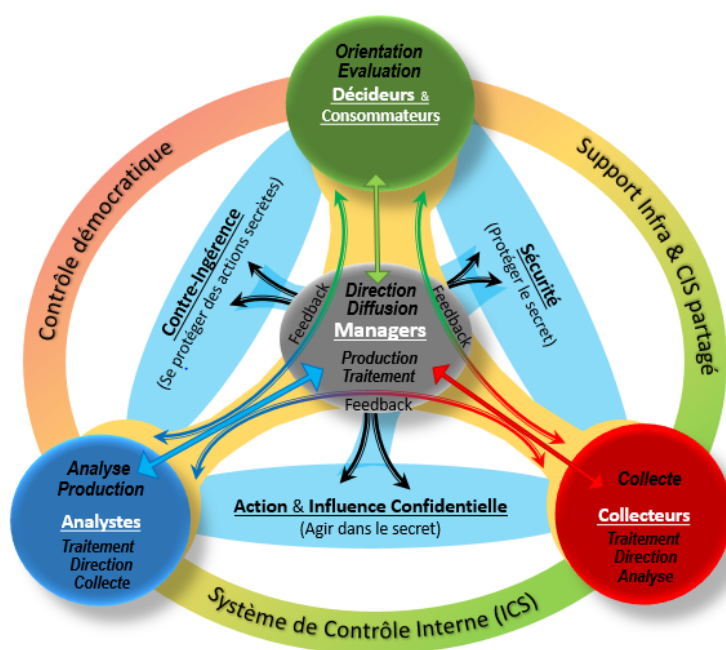 Orientation
Evaluation
Décideurs &
Consommateurs
Contrôle démocratique
Support Infra & CIS partagé
Contre-Ingérence
(Se protéger des actions secrètes)
Sécurité
(Protéger le secret)
Feedback
Direction
Diffusion
Managers
Production
Traitement
Feedback
Feedback
Analyse
Production
Analystes
Traitement
Direction
Collecte
Action & Influence Confidentielle
(Agir dans le secret)
Collecte
Collecteurs
Traitement
Direction
Analyse
Système de Contrôle Interne (ICS)